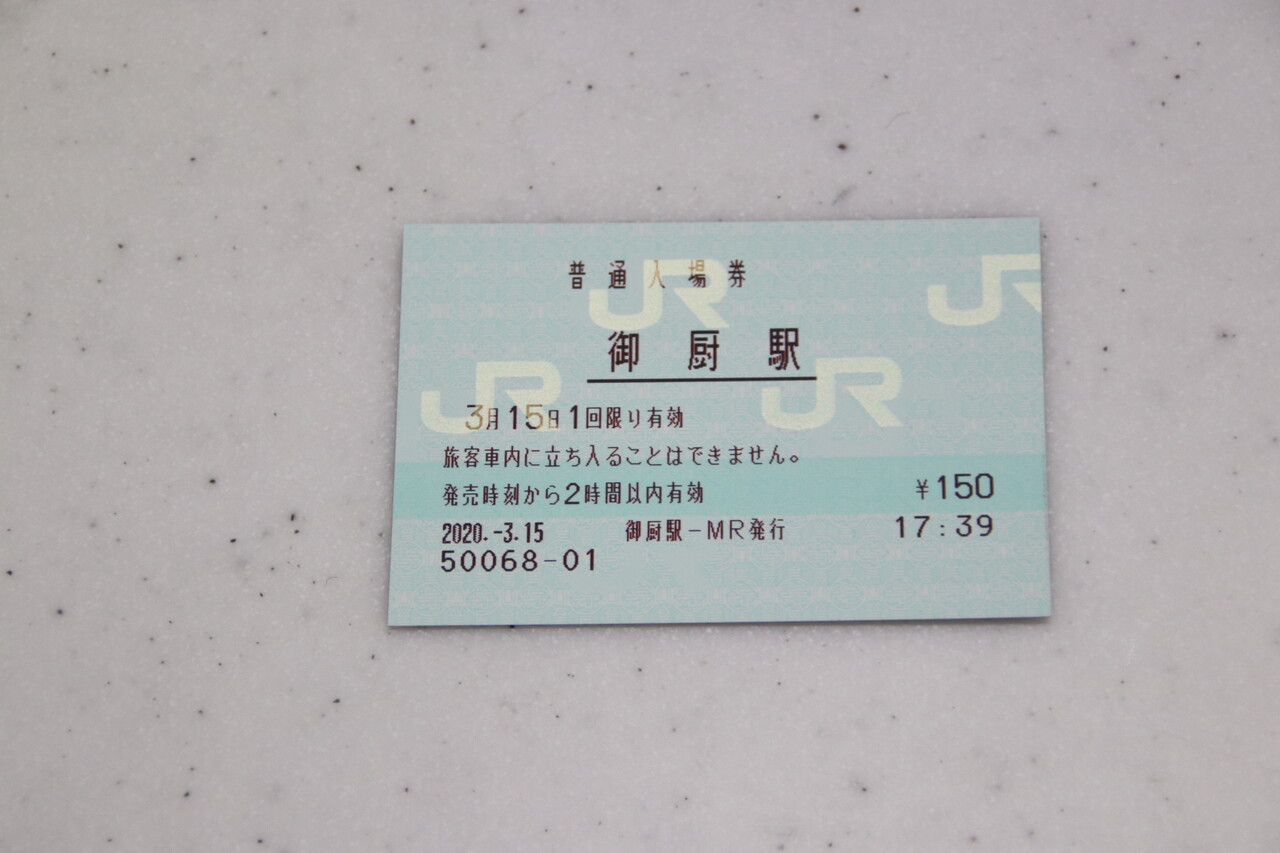 普通入場券
御厨駅
3月15日1回限り有効
旅客車内に立ち入ることはできません。
発売時刻から2時間以内有効 ¥150
2020.-3.15 御厨駅-MR発行 17:39
50068-01
JR
JR
JR
JR